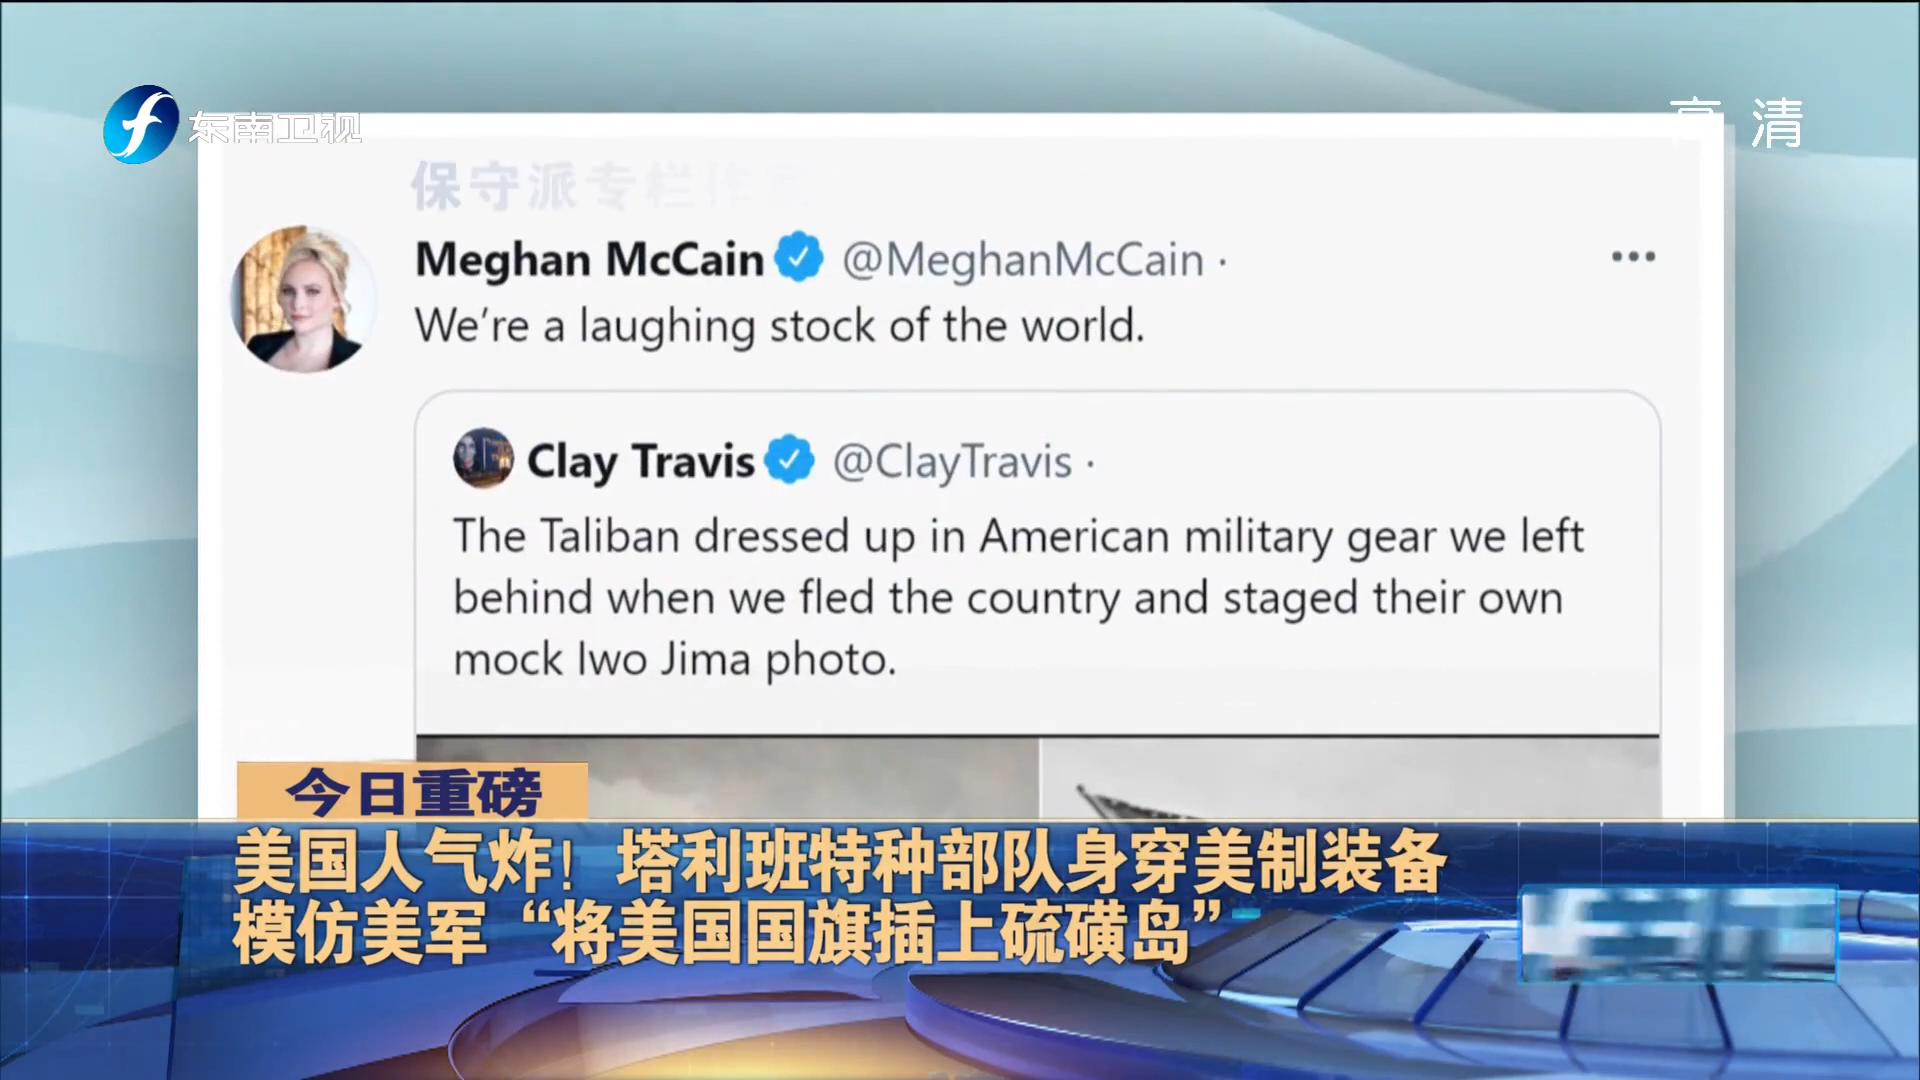 东南卫视
高清
保守派专栏作家
Meghan McCain @MeghanMcCain ·
We're a laughing stock of the world.
Clay Travis @ClayTravis ·
The Taliban dressed up in American military gear we left
behind when we fled the country and staged their own
mock Iwo Jima photo.
今日重磅
美国人气炸！塔利班特种部队身穿美制装备
模仿美军“将美国国旗插上硫磺岛”